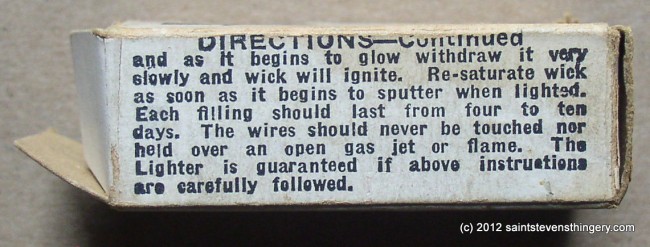 DIRECTIONS—Continued
and as it begins to glow withdraw it very
slowly and wick will ignite. Re-saturate wick
as soon as it begins to sputter when lighted.
Each filling should last from four to ten
days. The wires should never be touched nor
held over an open gas jet or flame. The
Lighter is guaranteed if above instructions
are carefully followed.
(c) 2012 saintstevensthingery.com